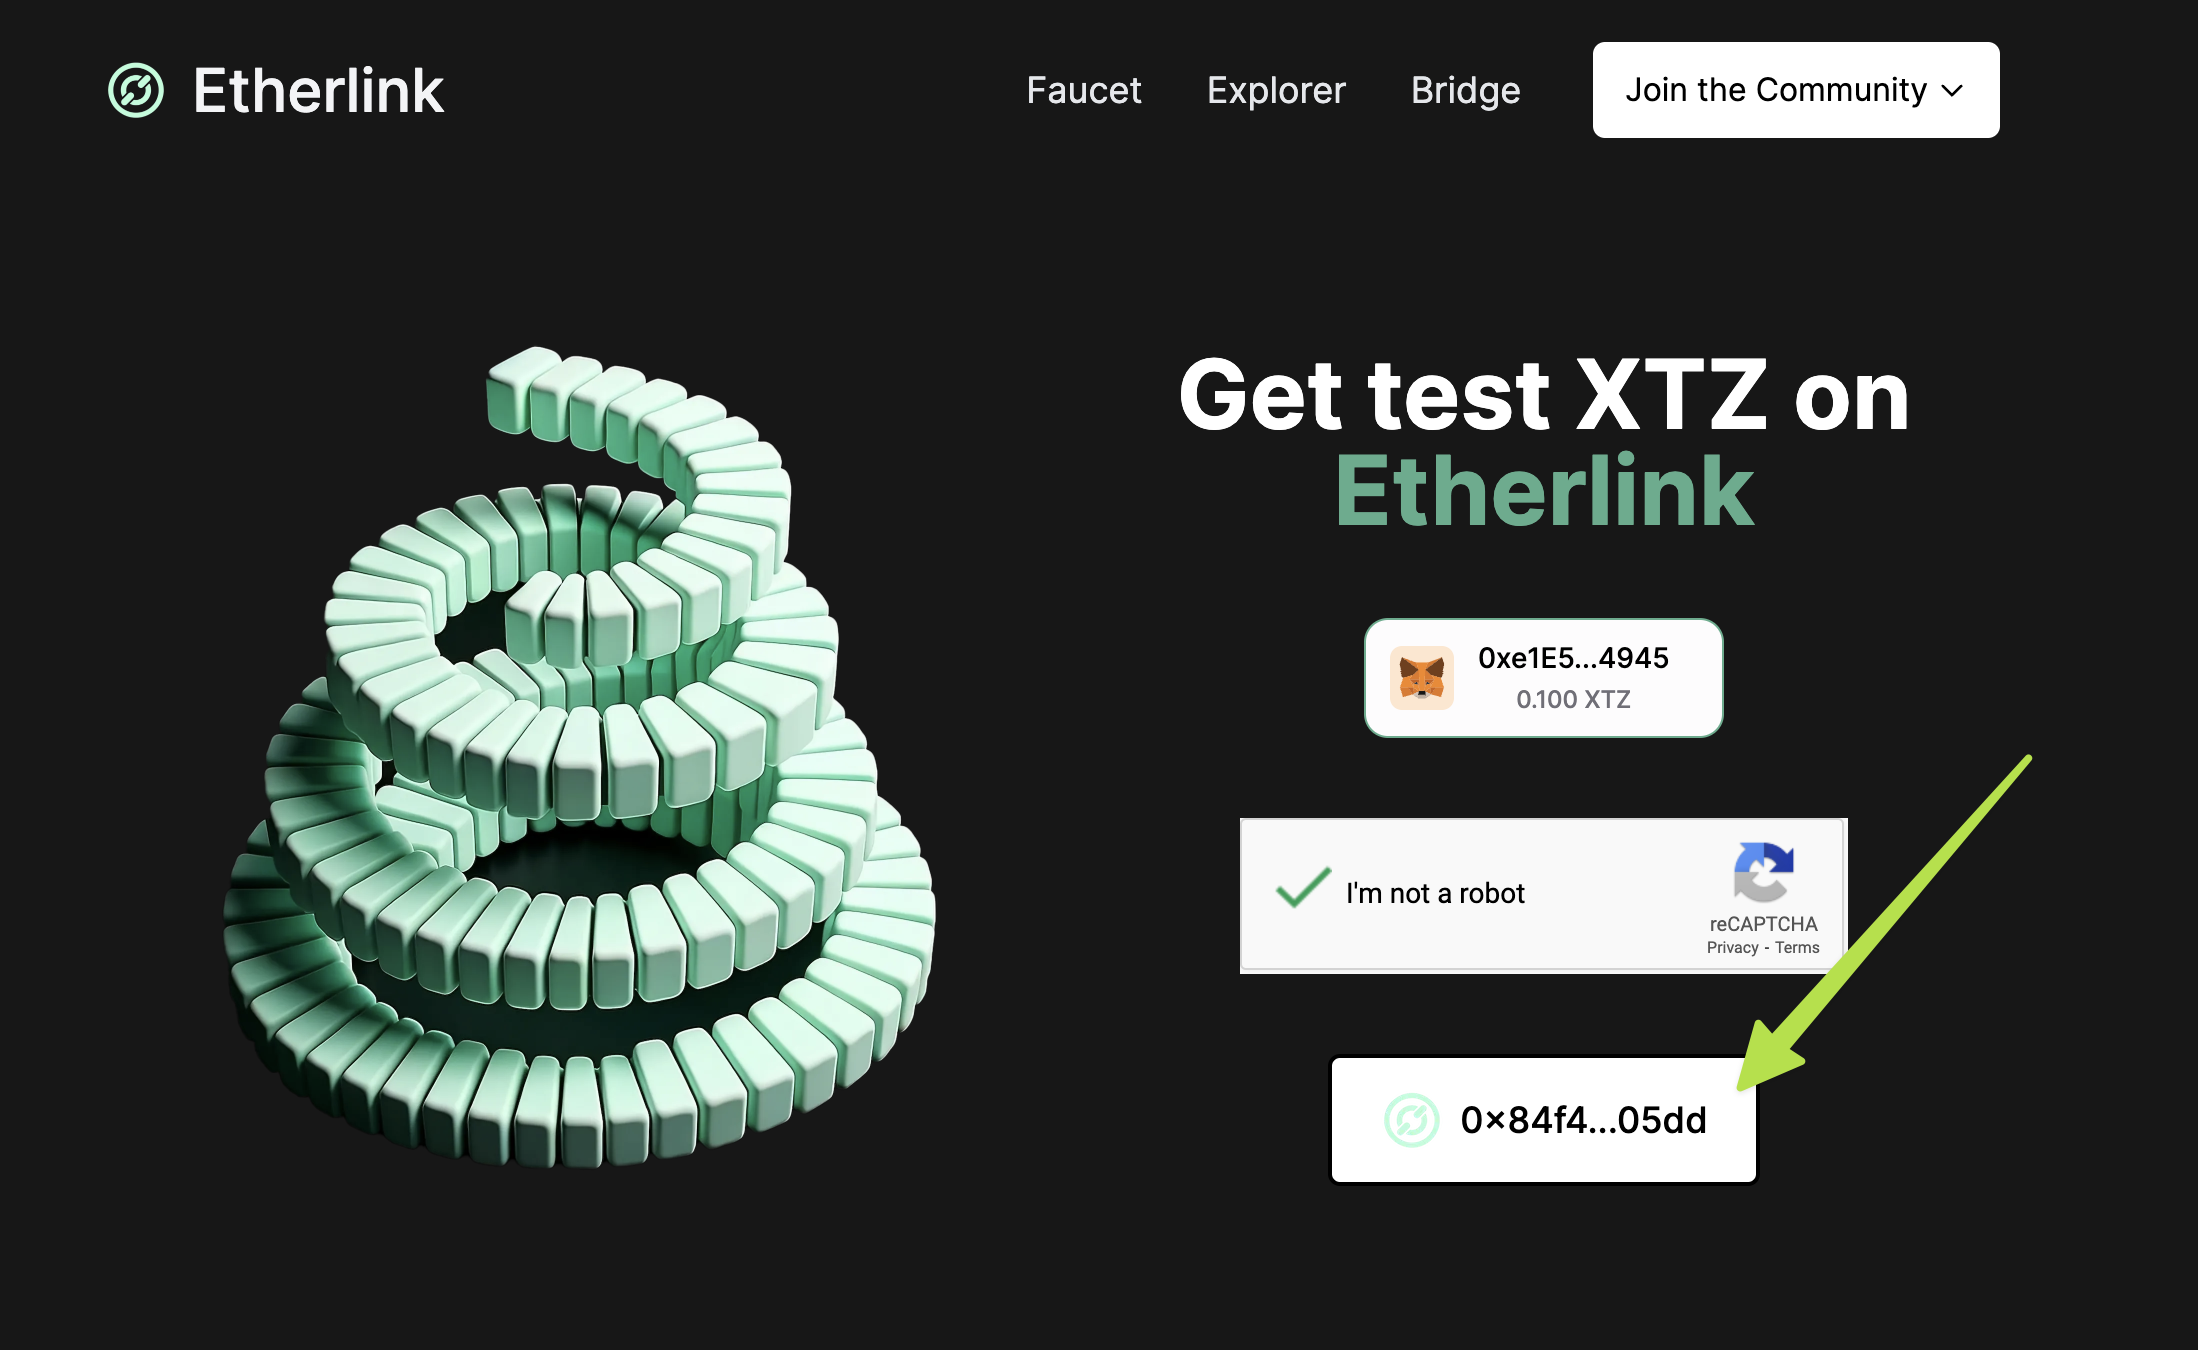 Etherlink
Faucet
Explorer
Bridge
Join the Community
Get test XTZ on
Etherlink
0xe1E5...4945
0.100 XTZ
I'm not a robot
reCAPTCHA
Privacy - Terms
0×84f4...05dd